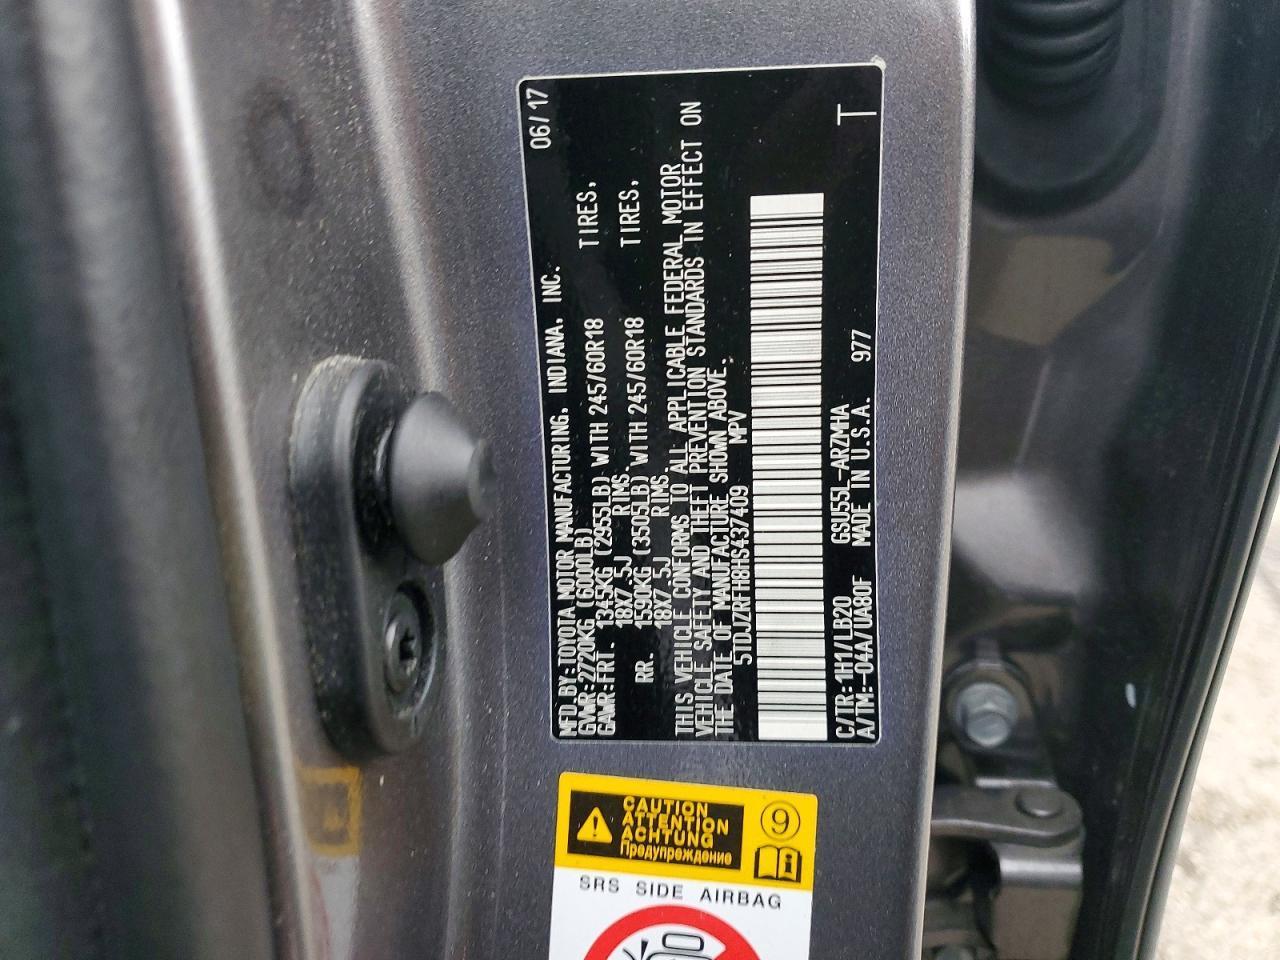 MFD.BY:TOYOTA MOTOR MANUFACTURING, INDIANA, INC. 06/17
GVWR:2720KG (6000LB)
GAWR:FRT. 1345KG (2955LB) WITH 245/60R18 TIRES,
18X7.5J RIMS.
RR. 1590KG (3505LB) WITH 245/60R18 TIRES,
18X7.5J RIMS.
THIS VEHICLE CONFORMS TO ALL APPLICABLE FEDERAL MOTOR
VEHICLE SAFETY AND THEFT PREVENTION STANDARDS IN EFFECT ON
THE DATE OF MANUFACTURE SHOWN ABOVE.
5TDJZRFH8HS437409 MPV
C/TR:1H1/LB20 GSU55L-ARZMHA
A/TM:-04A/UA80F MADE IN U.S.A. 977 T
CAUTION
ATTENTION
ACHTUNG
Предупреждение
9
i
SRS SIDE AIRBAG